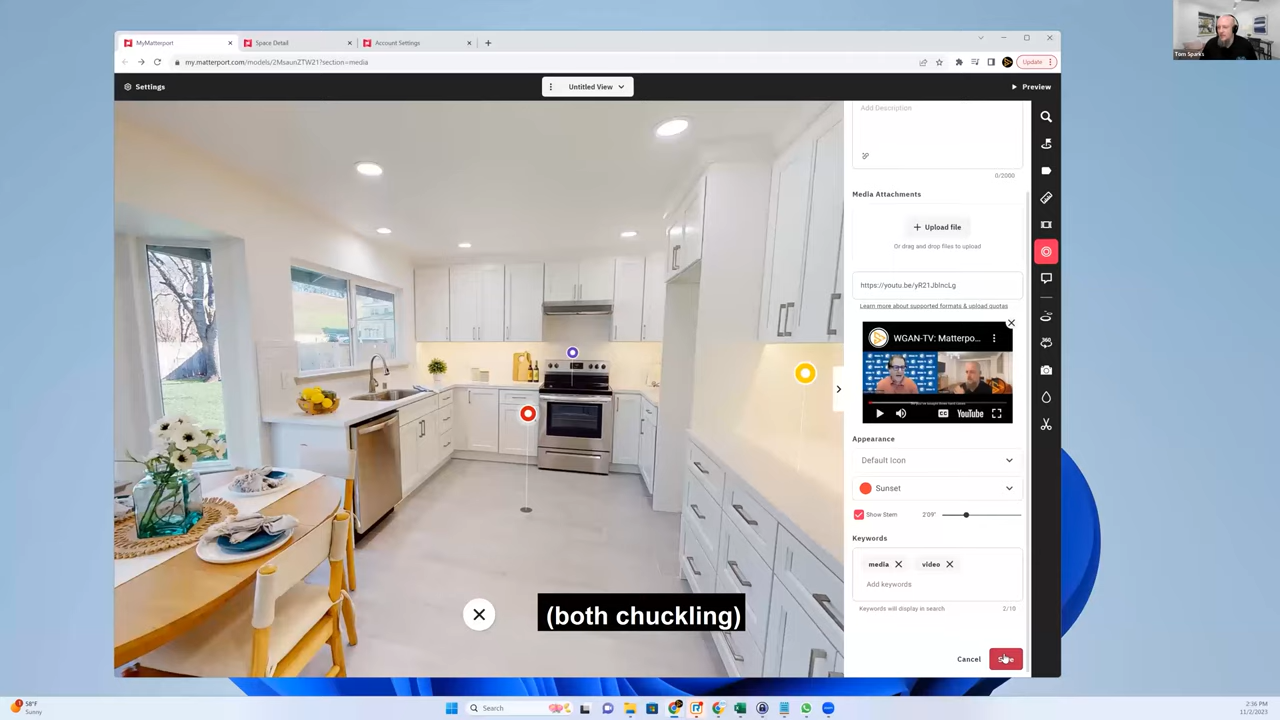 Tom Sparks
MyMatterport
Space Detail
Account Settings
my.matterport.com/models/2MsaunZTW21?section=media
Update
Settings
Untitled View
Preview
Add Description
0/2000
Media Attachments
+ Upload file
Or drag and drop files to upload
https://youtu.be/yR21JbIncLg
Learn more about supported formats & upload quotas
WGAN-TV: Matterpo...
CC YouTube
Appearance
Default Icon
Sunset
Show Stem 2'09"
Keywords
media video
Add keywords
Keywords will display in search. 2/10
(both chuckling)
Cancel
58°F
Sunny
Search
2:36 PM
11/2/2023